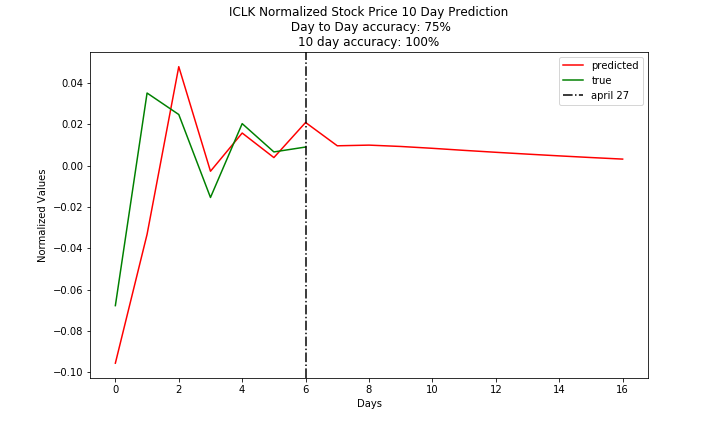 ICLK Normalized Stock Price 10 Day Prediction
Day to Day accuracy: 75%
10 day accuracy: 100%
predicted
true
april 27
Normalized Values
0.04
0.02
0.00
−0.02
−0.04
−0.06
−0.08
−0.10
0 2 4 6 8 10 12 14 16
Days